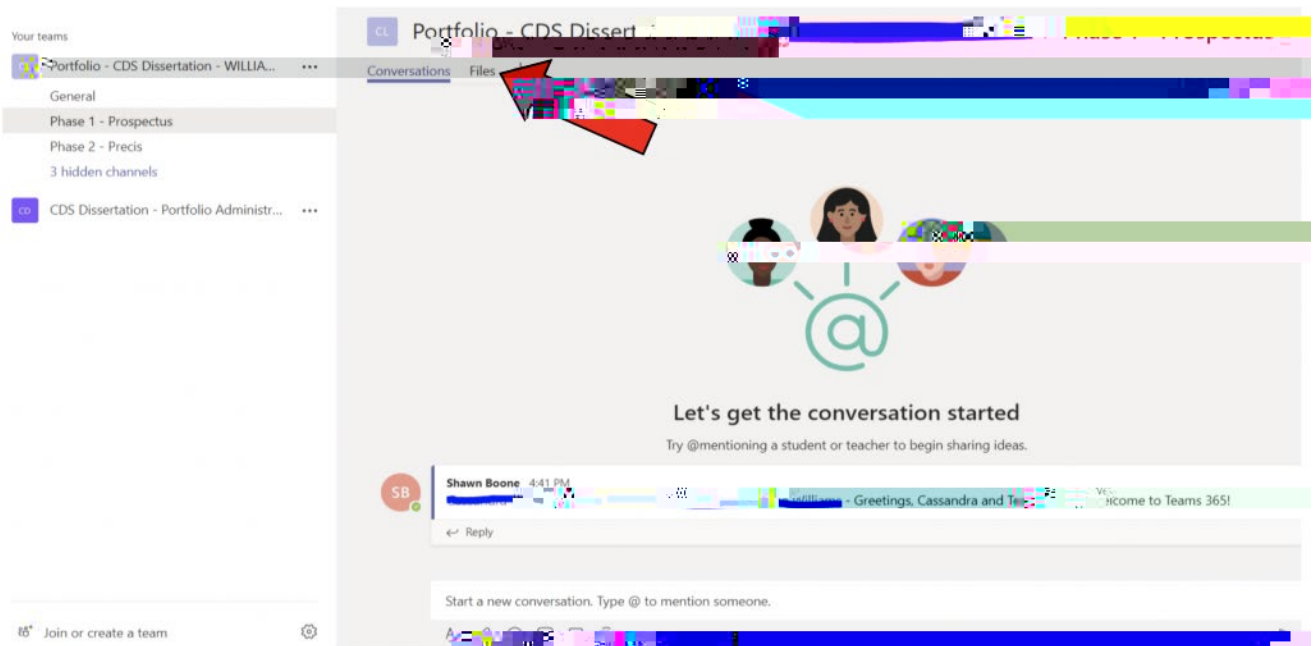 Your teams
Portfolio - CDS Dissertation - WILLIA... ...
General
Phase 1 - Prospectus
Phase 2 - Precis
3 hidden channels
CD CDS Dissertation - Portfolio Administr... ...
Join or create a team
CL Portfolio - CDS Dissert
Conversations Files
@
Let's get the conversation started
Try @mentioning a student or teacher to begin sharing ideas.
SB
Shawn Boone 4:41 PM
Williams - Greetings, Cassandra and to Teams 365!
Reply
Start a new conversation. Type @ to mention someone.